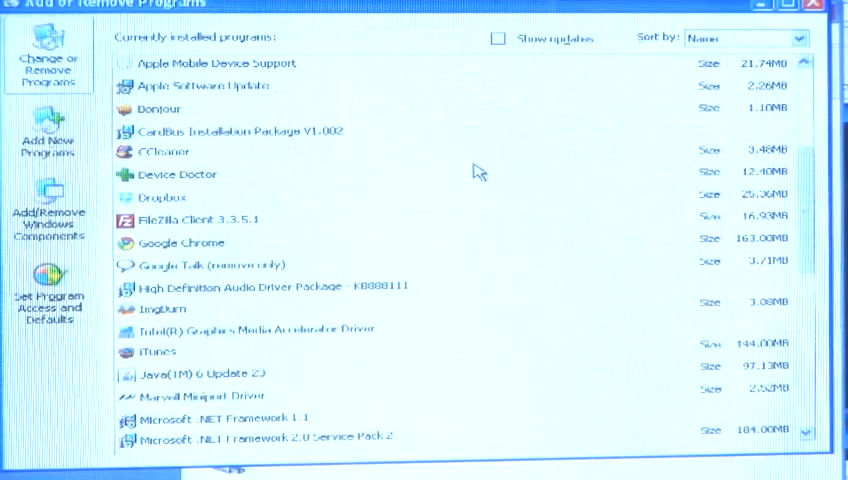 Add or Remove Programs
Currently installed programs:
Show updates
Sort by:
Name
Change or
Remove
Programs
Add New
Programs
Add/Remove
Windows
Components
Set Program
Access and
Defaults
Apple Mobile Device Support Size 21.74MB
Apple Software Update Size 2.26MB
Bonjour Size 1.10MB
CardBus Installation Package V1.002
CCleaner Size 3.48MB
Device Doctor Size 12.40MB
Dropbox Size 25.36MB
FileZilla Client 3.3.5.1 Size 16.93MB
Google Chrome Size 163.00MB
Google Talk (remove only) Size 3.71MB
High Definition Audio Driver Package - KB888111
ImgBurn Size 3.08MB
Intel(R) Graphics Media Accelerator Driver
iTunes Size 144.00MB
Java(TM) 6 Update 23 Size 97.13MB
Marvell Miniport Driver Size 2.52MB
Microsoft .NET Framework 1.1
Microsoft .NET Framework 2.0 Service Pack 2 Size 184.00MB